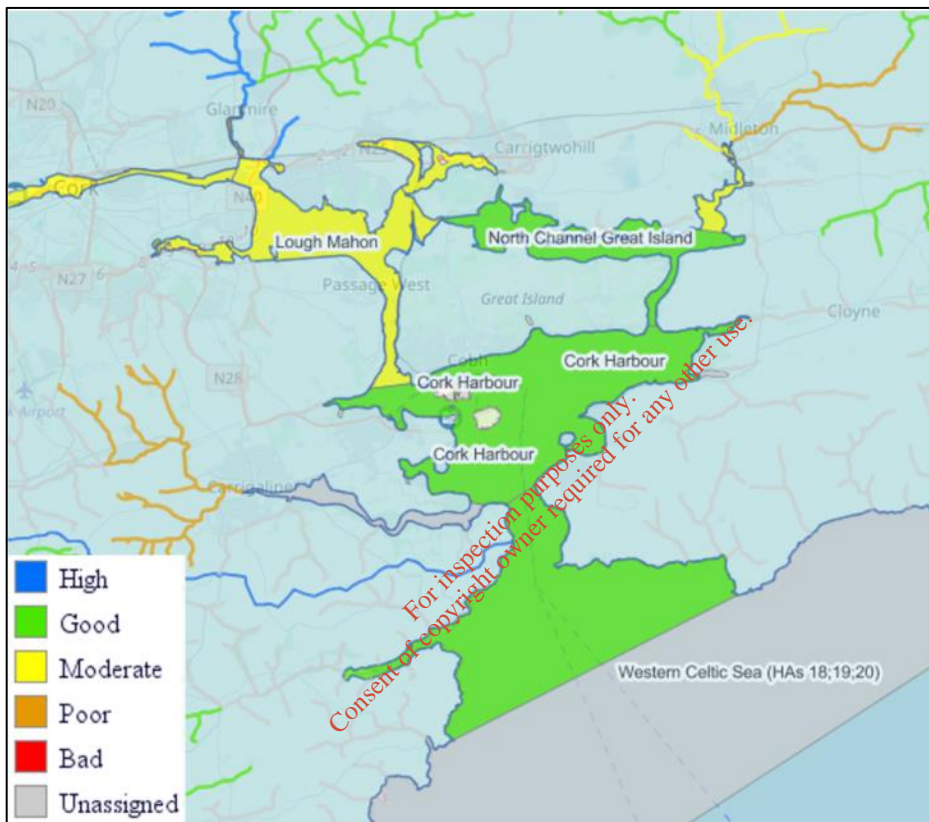 Glanmire
N20
Midleton
N25
Carrigtwohill
Cork
N40
Lough Mahon
North Channel Great Island
N27
Passage West
Great Island
Cloyne
Cobh
Cork Harbour
N28
Cork Harbour
Airport
Cork Harbour
Carrigaline
For inspection purposes only.
Consent of copyright owner required for any other use.
High
Good
Moderate
Poor
Bad
Unassigned
Western Celtic Sea (HAs 18;19;20)